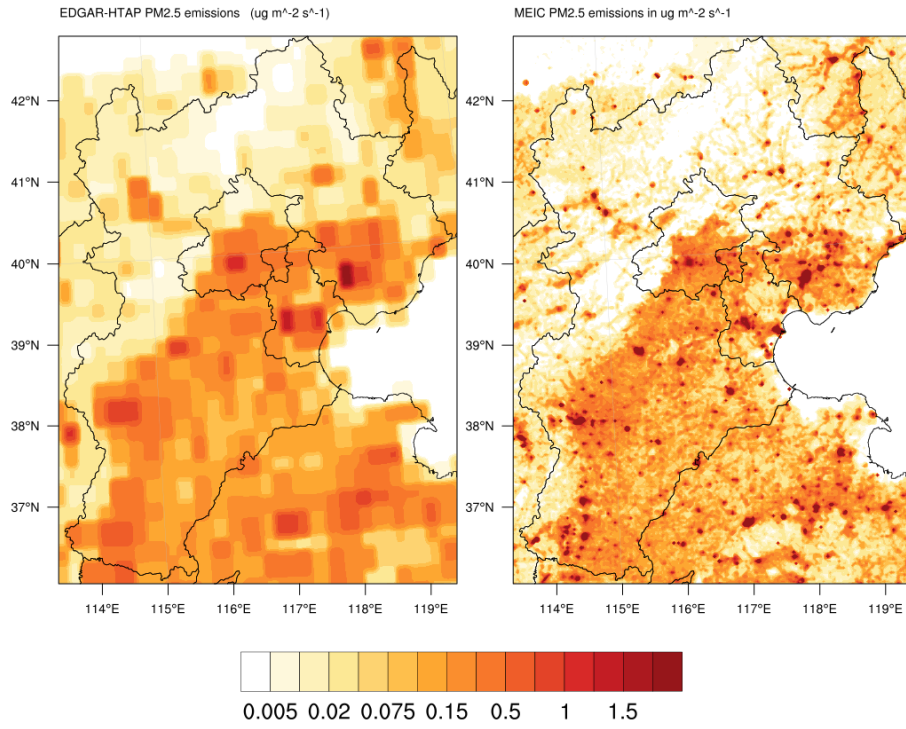 EDGAR-HTAP PM2.5 emissions (ug m^-2 s^-1)
MEIC PM2.5 emissions in ug m^-2 s^-1
42°N
41°N
40°N
39°N
38°N
37°N
114°E 115°E 116°E 117°E 118°E 119°E
42°N
41°N
40°N
39°N
38°N
37°N
114°E 115°E 116°E 117°E 118°E 119°E
0.005 0.02 0.075 0.15 0.5 1 1.5